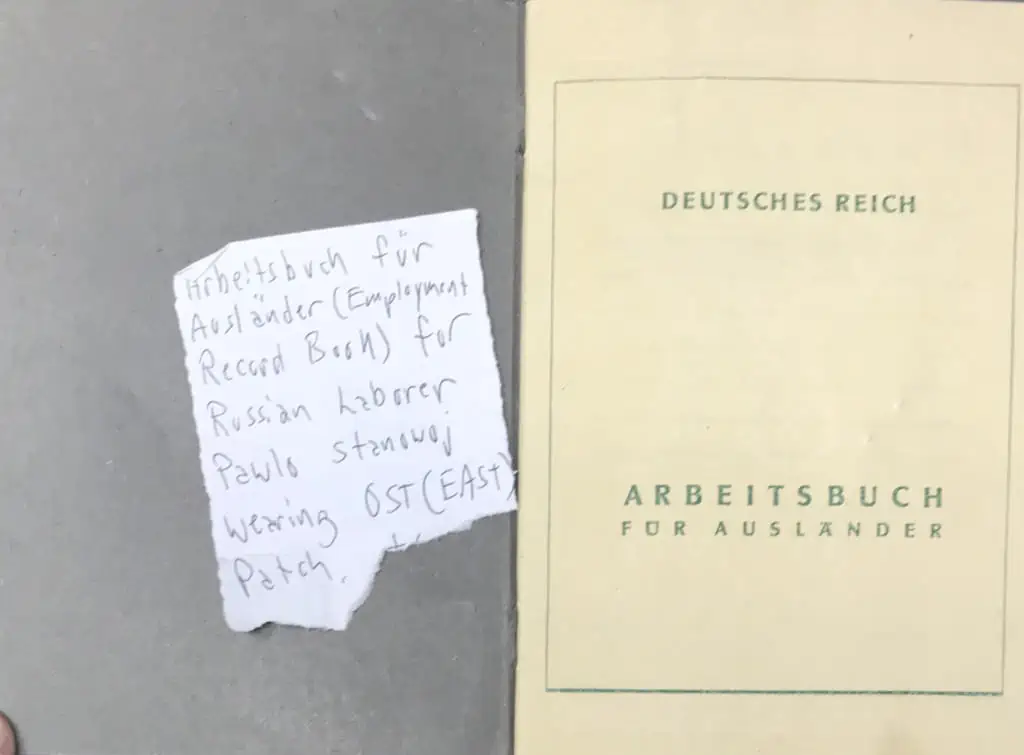 Arbeitsbuch für
Ausländer (Employment
Record Book) for
Russian Laborer
Pawlo stanowoj
wearing OST (EAST)
Patch.
DEUTSCHES REICH
ARBEITSBUCH
FÜR AUSLÄNDER